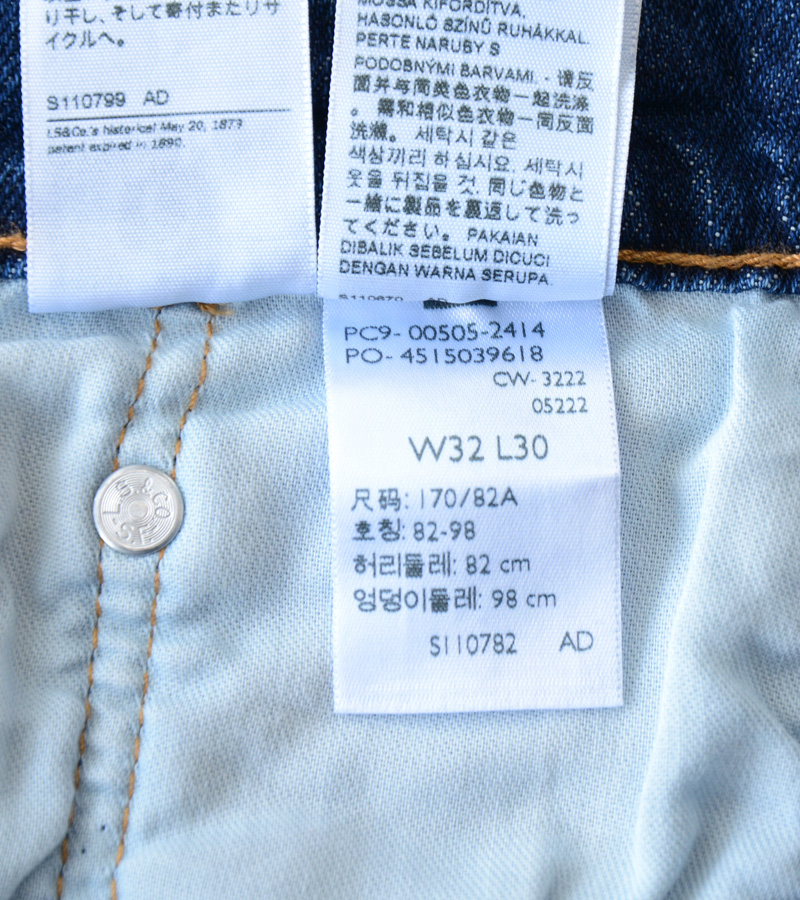 り干し、そして寄付またりサ
イクルへ。
S110799 AD
LS&Co.'s historical May 20, 1873
patent expired in 1890.
MOSSA KIFORDÍTVA,
HASONLÓ SZÍNŰ RUHÁKKAL.
PERTE NARUBY S
PODOBNÝMI BARVAMI. - 请反
面并与同类色衣物一起洗涤
。需和相似色衣物一同反面
洗滌。 세탁시 같은
색상끼리 하십시요. 세탁시
옷을 뒤집을 것. 同じ色物と
一緒に製品を裏返して洗っ
てください。 PAKAIAN
DIBALIK SEBELUM DICUCI
DENGAN WARNA SERUPA.
PC9- 00505-2414
PO- 4515039618
CW- 3222
05222
W32 L30
尺码: 170/82A
호칭: 82-98
허리둘레: 82 cm
엉덩이둘레: 98 cm
S110782 AD
L.S.&CO
-S.F.